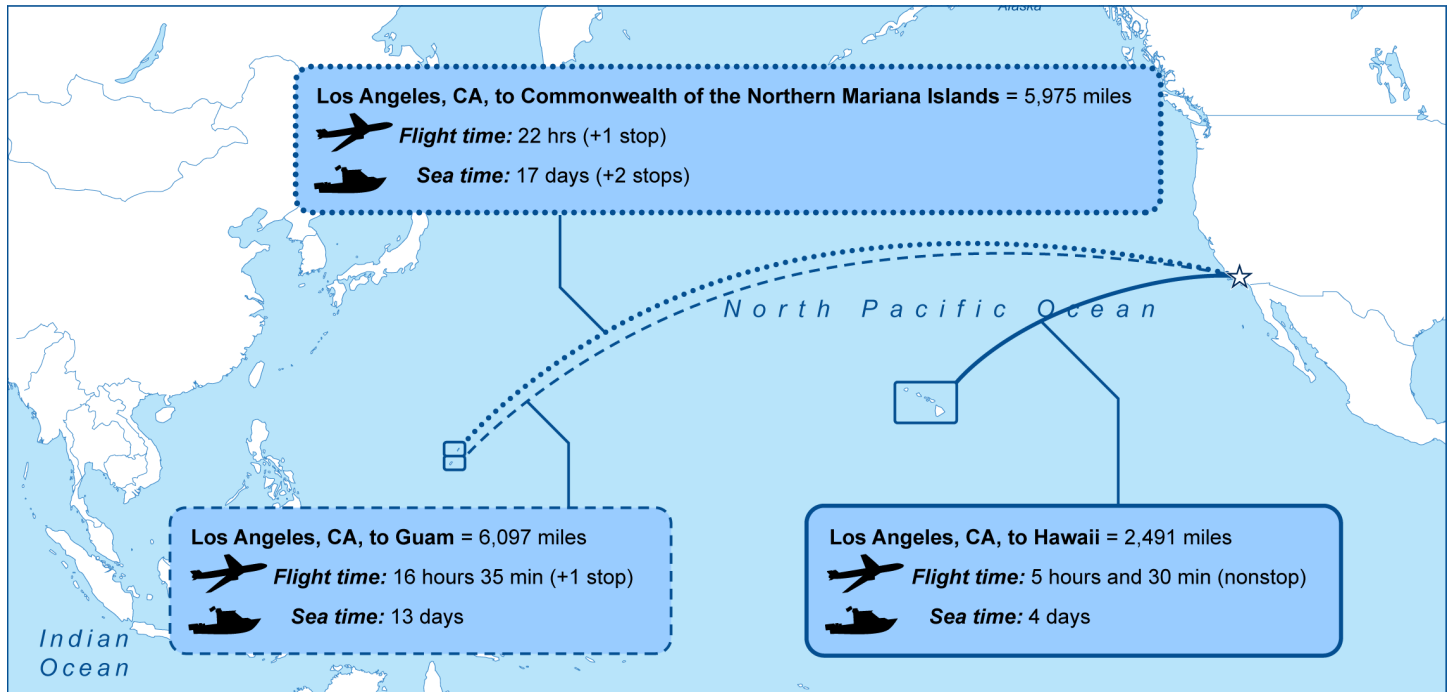 Alaska
Los Angeles, CA, to Commonwealth of the Northern Mariana Islands = 5,975 miles
Flight time: 22 hrs (+1 stop)
Sea time: 17 days (+2 stops)
North Pacific Ocean
Los Angeles, CA, to Guam = 6,097 miles
Flight time: 16 hours 35 min (+1 stop)
Sea time: 13 days
Los Angeles, CA, to Hawaii = 2,491 miles
Flight time: 5 hours and 30 min (nonstop)
Sea time: 4 days
Indian
Ocean